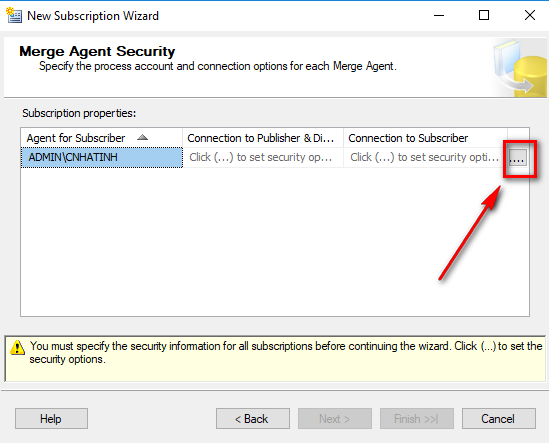 New Subscription Wizard
Merge Agent Security
Specify the process account and connection options for each Merge Agent.
Subscription properties:
Agent for Subscriber Connection to Publisher & Di... Connection to Subscriber
ADMIN\CNHATINH Click (...) to set security op... Click (...) to set security opti... ....
You must specify the security information for all subscriptions before continuing the wizard. Click (...) to set the
security options.
Help < Back Next > Finish >>| Cancel